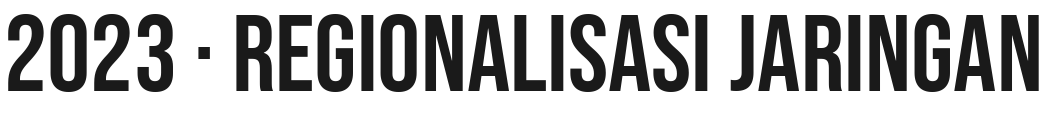 2023 · REGIONALISASI JARINGAN